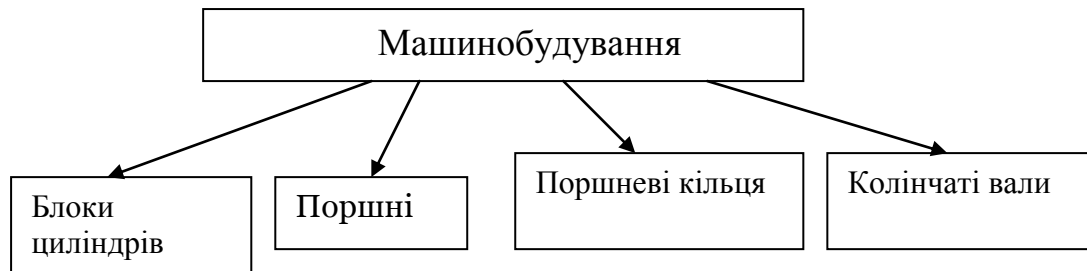 Машинобудування
Блоки
циліндрів
Поршні
Поршневі кільця
Колінчаті вали